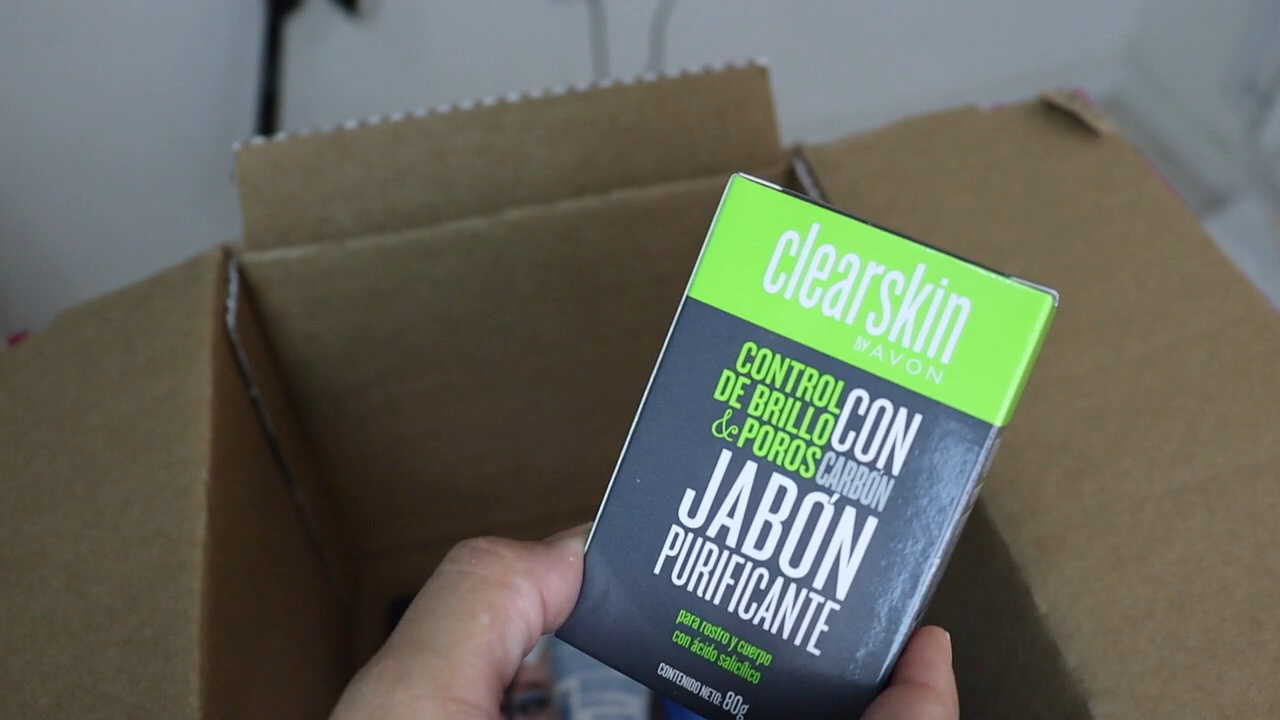 clearskin
BY AVON
CONTROL
DE BRILLO
& POROS
CON
CARBÓN
JABÓN
PURIFICANTE
para rostro y cuerpo
con ácido salicílico
CONTENIDO NETO: 80g